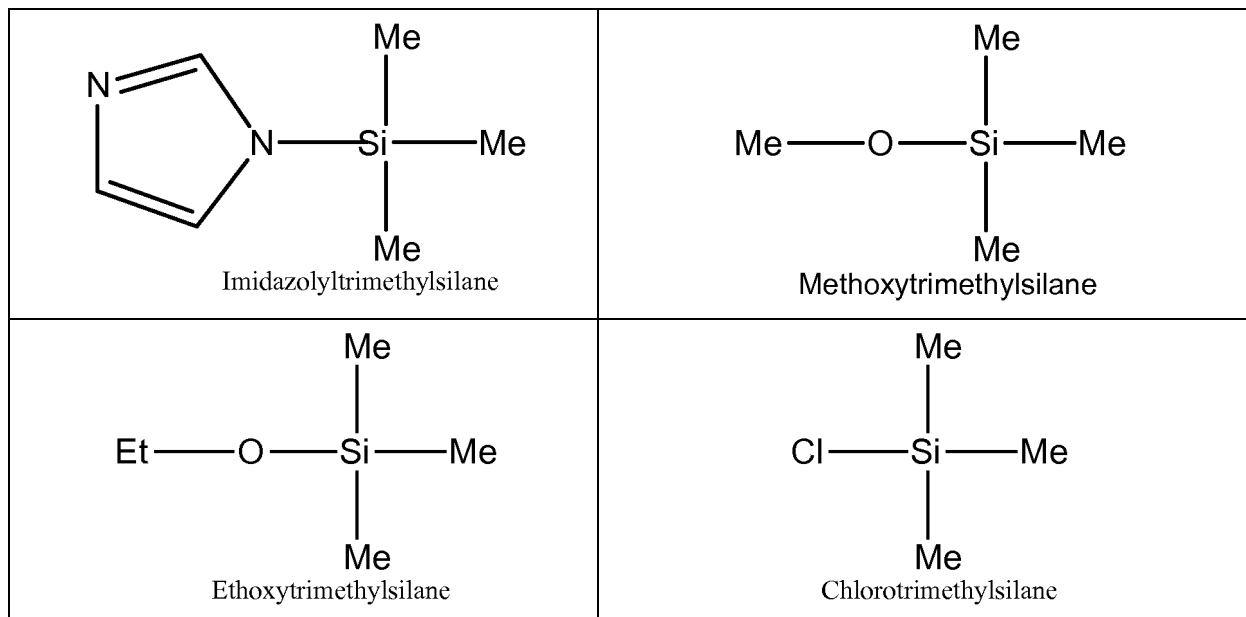 Me
N
N Si Me
Me
Imidazolyltrimethylsilane
Me
Me O Si Me
Me
Methoxytrimethylsilane
Me
Et O Si Me
Me
Ethoxytrimethylsilane
Me
Cl Si Me
Me
Chlorotrimethylsilane